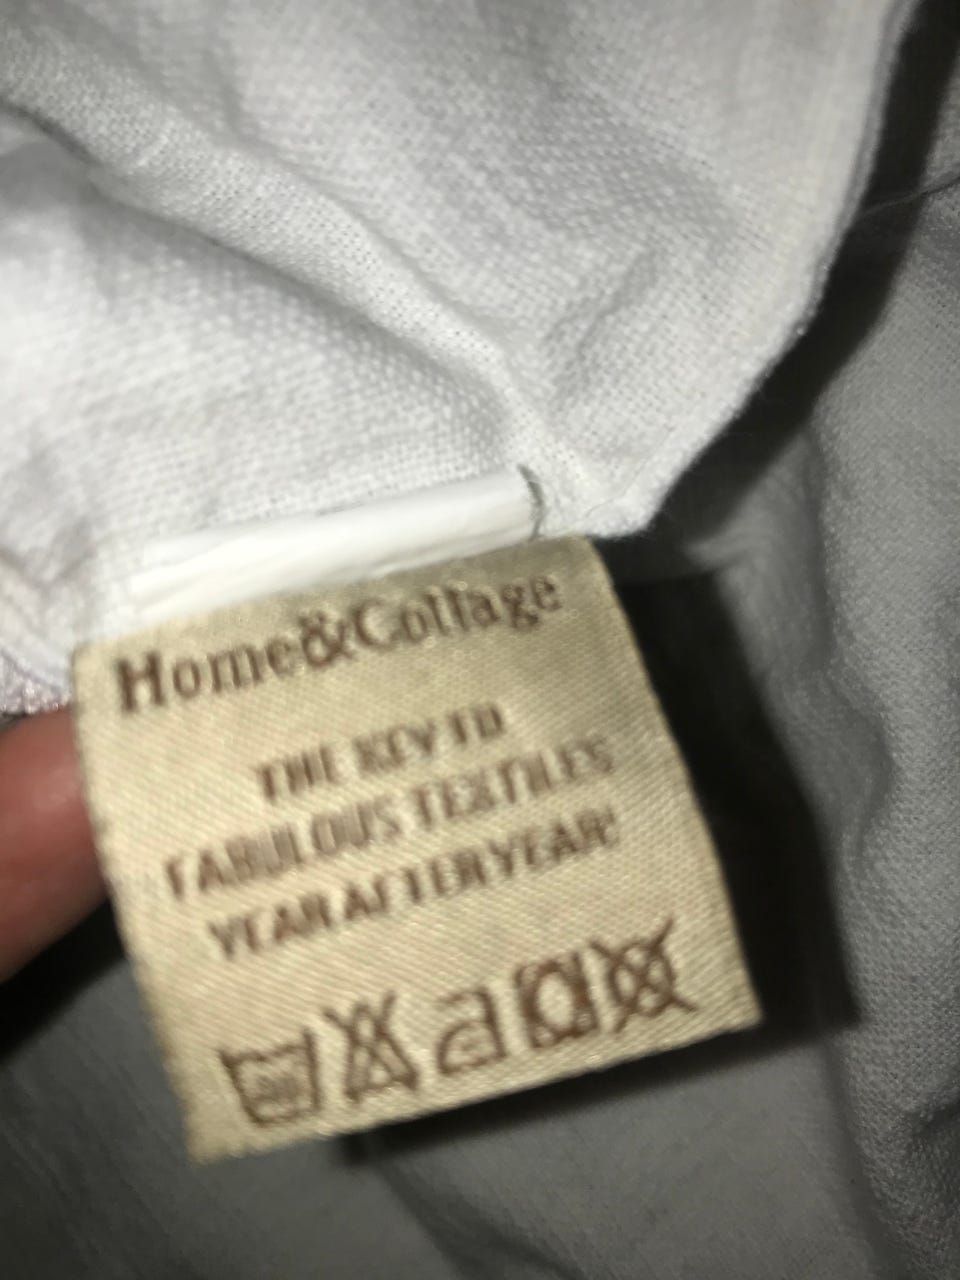 Home&Cottage
THE KEY TO
FABULOUS TEXTILES
YEAR AFTER YEAR!